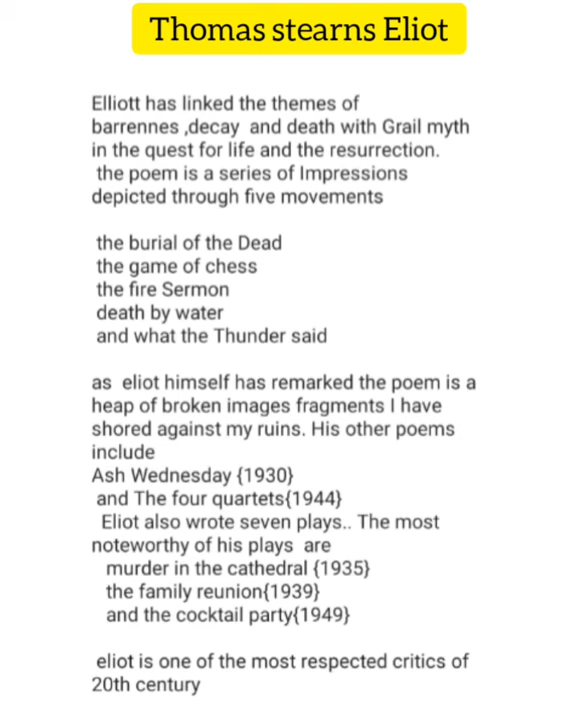 Thomas stearns Eliot
Elliott has linked the themes of
barrennes ,decay and death with Grail myth
in the quest for life and the resurrection.
the poem is a series of Impressions
depicted through five movements
the burial of the Dead
the game of chess
the fire Sermon
death by water
and what the Thunder said
as eliot himself has remarked the poem is a
heap of broken images fragments I have
shored against my ruins. His other poems
include
Ash Wednesday {1930}
and The four quartets{1944}
Eliot also wrote seven plays.. The most
noteworthy of his plays are
murder in the cathedral {1935}
the family reunion{1939}
and the cocktail party{1949}
eliot is one of the most respected critics of
20th century